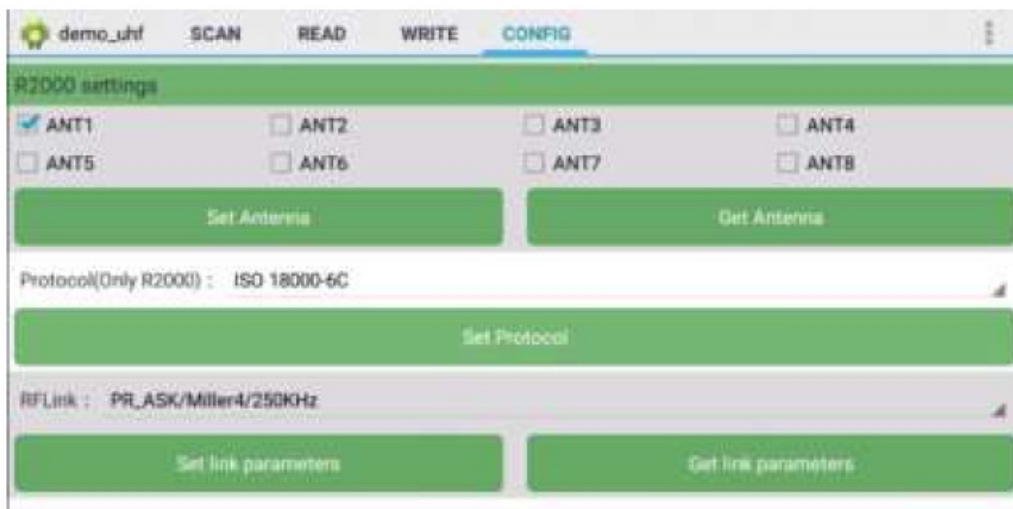 demo_uhf SCAN READ WRITE CONFIG
R2000 settings
ANT1 ANT2 ANT3 ANT4
ANT5 ANT6 ANT7 ANT8
Set Antenna Get Antenna
Protocol(Only R2000) : ISO 18000-6C
Set Protocol
RFLink : PR_ASK/Miller4/250KHz
Set link parameters Get link parameters